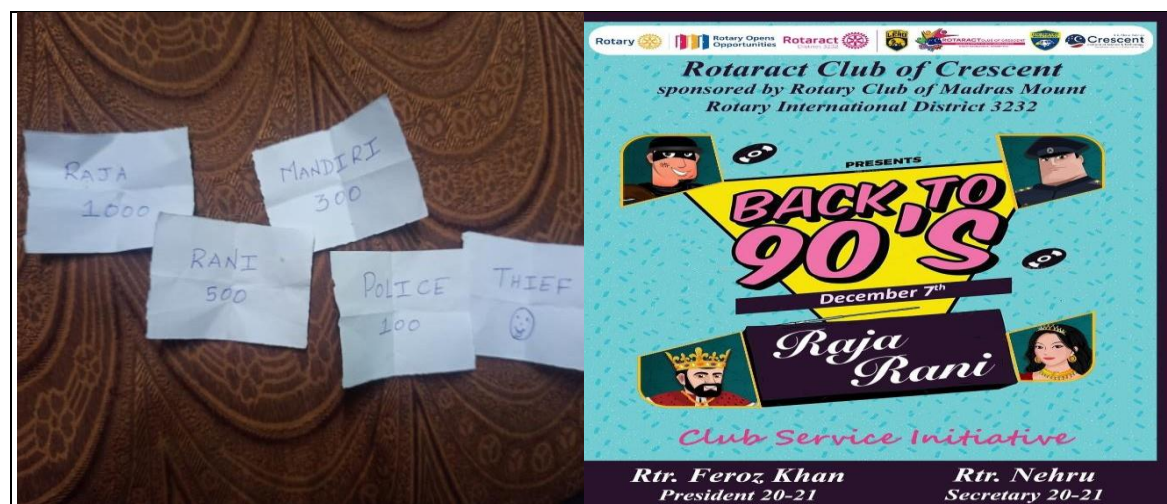 RAJA
1000
MANDIRI
300
RANI
500
POLICE
100
THIEF
Rotary
Rotary Opens
Opportunities
Rotaract
Crescent
Rotaract Club of Crescent
sponsored by Rotary Club of Madras Mount
Rotary International District 3232
PRESENTS
BACK TO
90'S
December 7th
Raja
Rani
Club Service Initiative
Rtr. Feroz Khan
President 20-21
Rtr. Nehru
Secretary 20-21